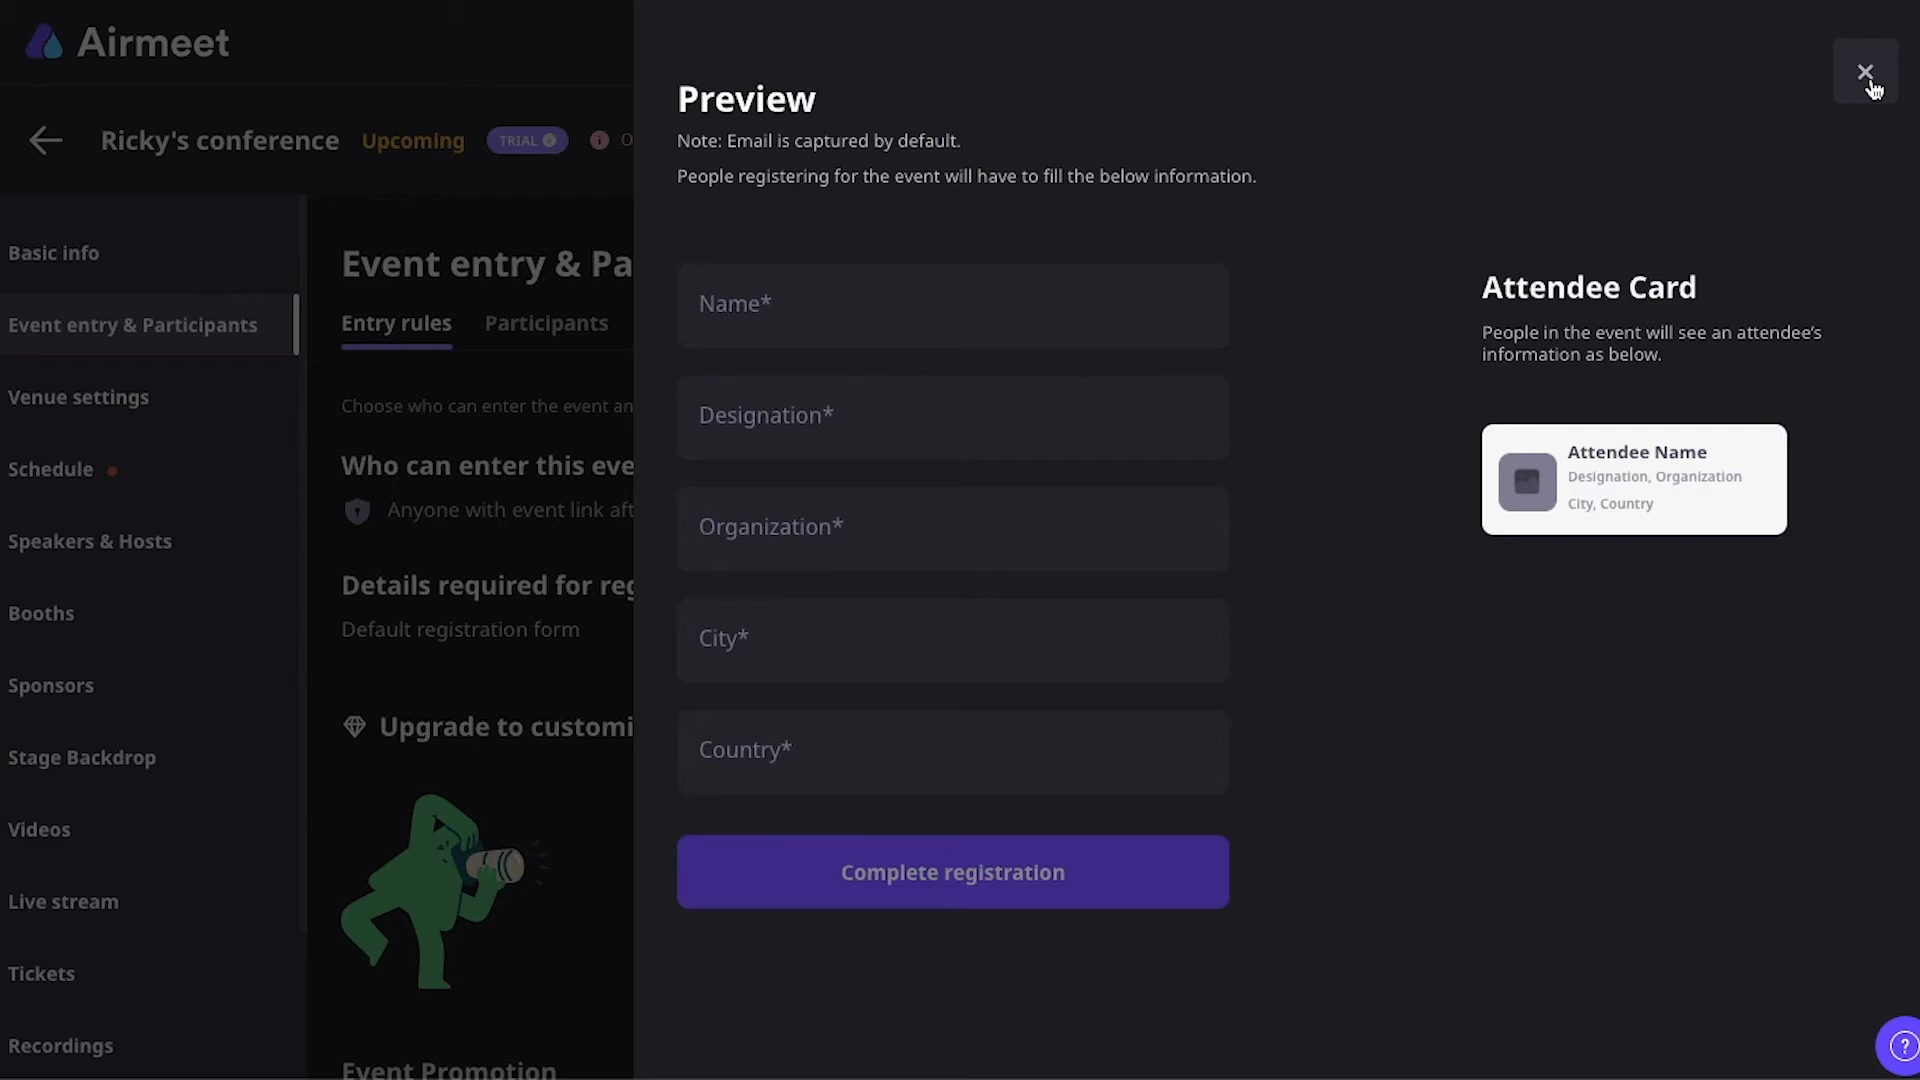 Airmeet
Ricky's conference Upcoming TRIAL
Basic info
Event entry & Participants
Venue settings
Schedule
Speakers & Hosts
Booths
Sponsors
Stage Backdrop
Videos
Live stream
Tickets
Recordings
Event entry & Pa
Entry rules Participants
Choose who can enter the event an
Who can enter this eve
Anyone with event link aft
Details required for reg
Default registration form
Upgrade to customi
Event Promotion
Preview
Note: Email is captured by default.
People registering for the event will have to fill the below information.
Name*
Designation*
Organization*
City*
Country*
Complete registration
Attendee Card
People in the event will see an attendee's
information as below.
Attendee Name
Designation, Organization
City, Country